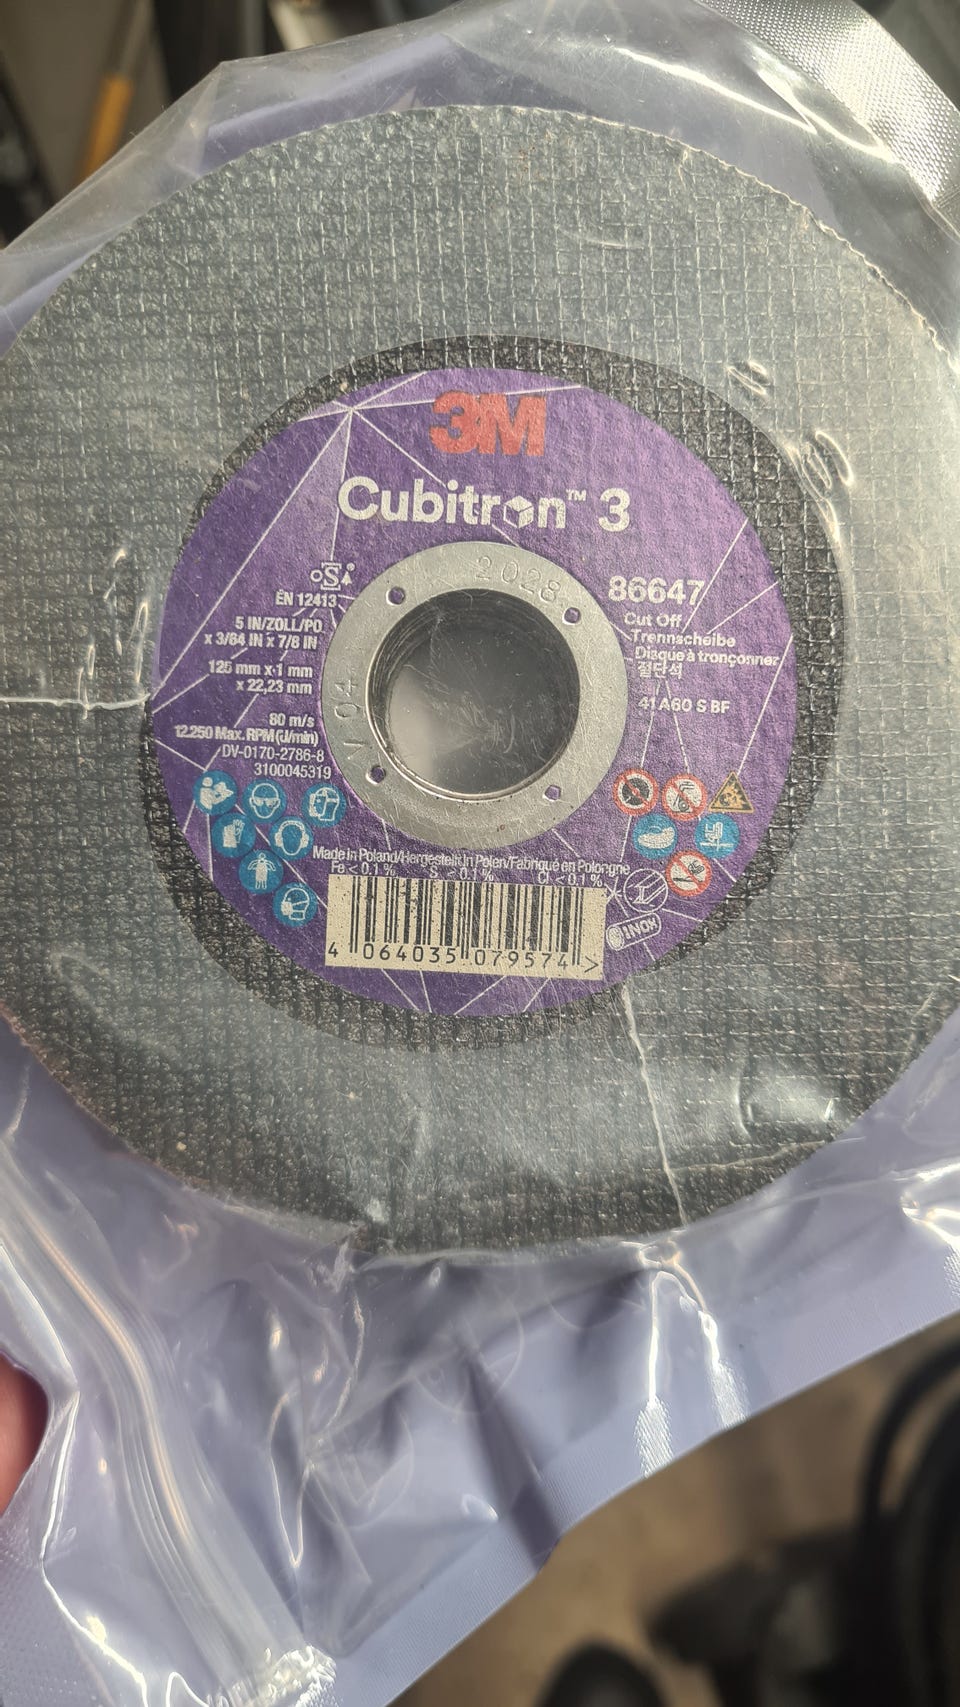 3M
Cubitron™ 3
2028
V 04
oSa
EN 12413
5 IN/ZOLL/PO
x 3/64 IN x 7/8 IN
125 mm x 1 mm
x 22,23 mm
80 m/s
12.250 Max. RPM (U/min)
DV-0170-2786-8
3100045319
86647
Cut Off
Trennscheibe
Disque à tronçonner
절단석
41 A60 S BF
Made in Poland/Hergestellt in Polen/Fabriqué en Pologne
Fe < 0.1 % S < 0.1 % Cl < 0.1 %
INOX
4 064035 079574 >